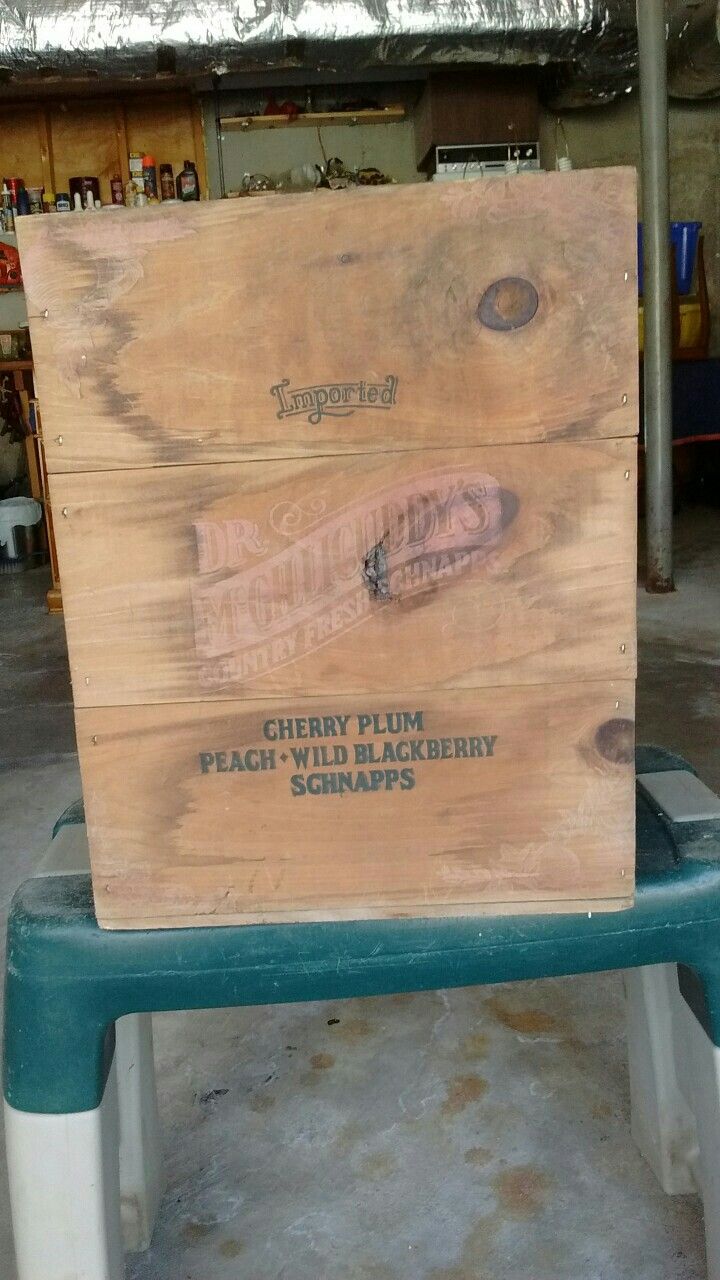 Imported
DR.
McGILLICUDDY'S
COUNTRY FRESH SCHNAPPS
CHERRY PLUM
PEACH • WILD BLACKBERRY
SCHNAPPS